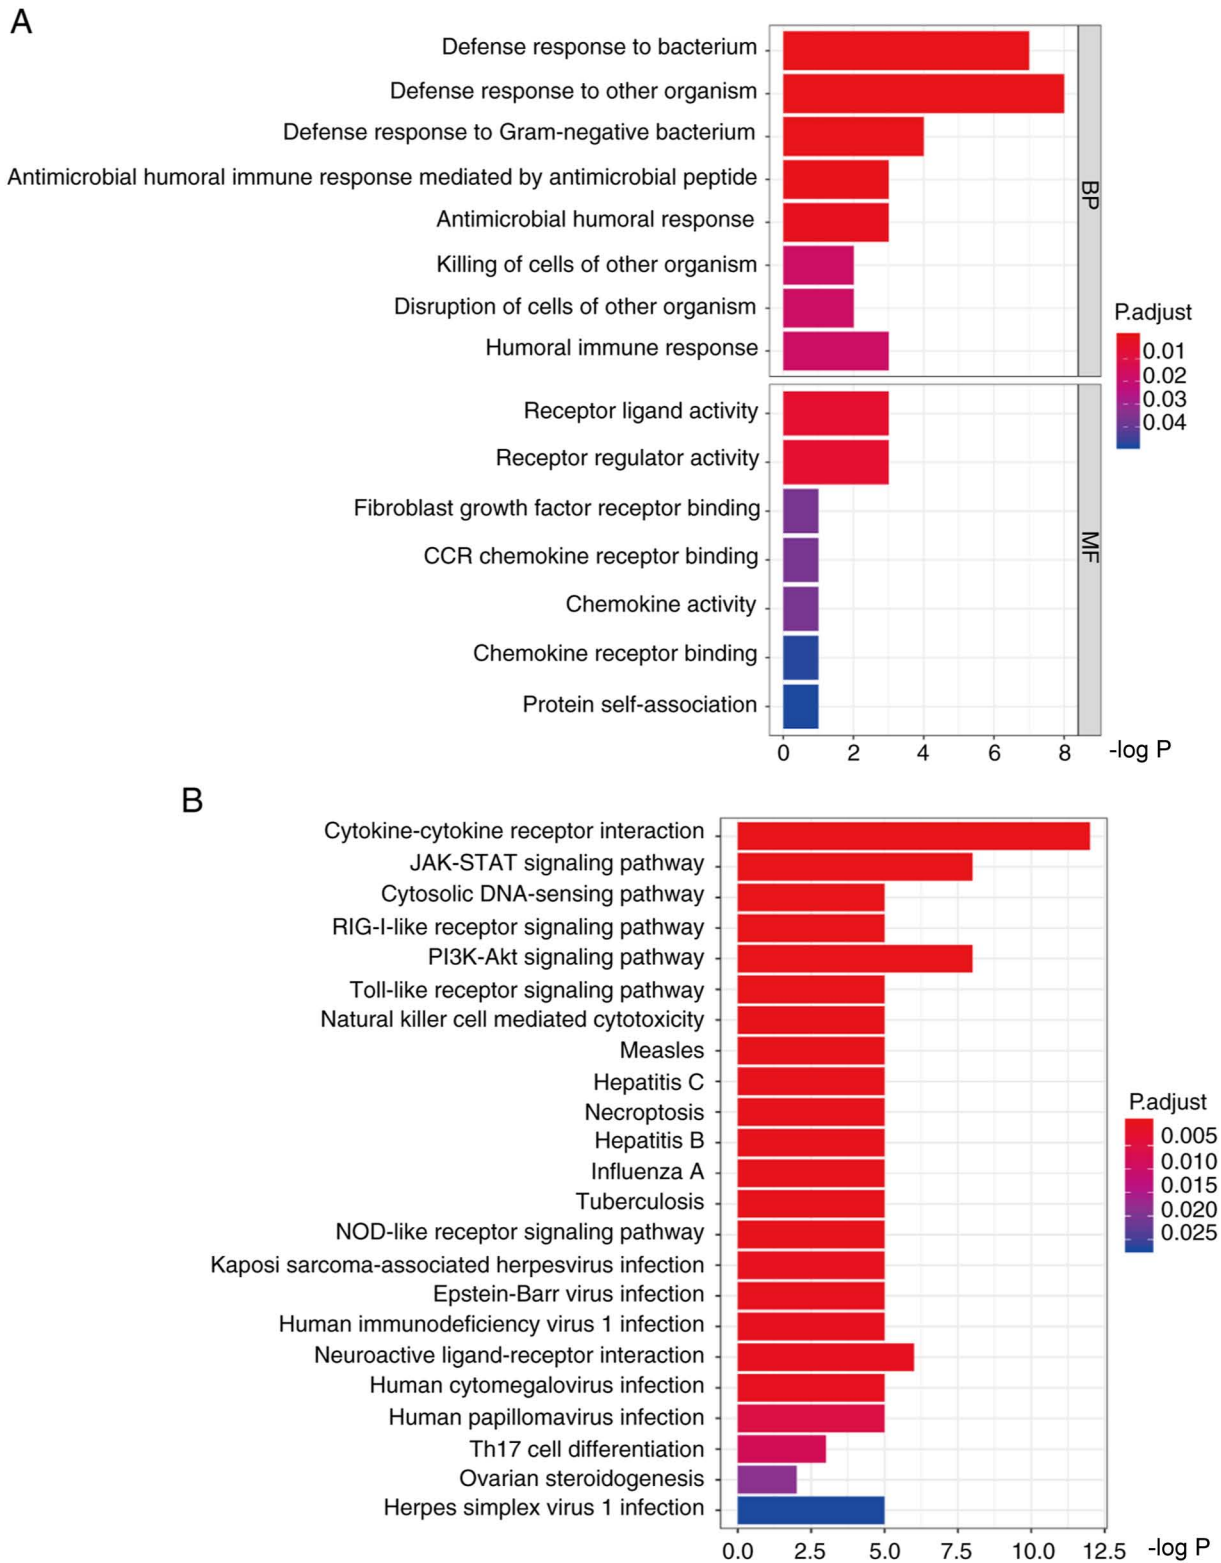 A
Defense response to bacterium
Defense response to other organism
Defense response to Gram-negative bacterium
Antimicrobial humoral immune response mediated by antimicrobial peptide
Antimicrobial humoral response
Killing of cells of other organism
Disruption of cells of other organism
Humoral immune response
BP
Receptor ligand activity
Receptor regulator activity
Fibroblast growth factor receptor binding
CCR chemokine receptor binding
Chemokine activity
Chemokine receptor binding
Protein self-association
MF
0 2 4 6 8 -log P
P.adjust
0.01
0.02
0.03
0.04
B
Cytokine-cytokine receptor interaction
JAK-STAT signaling pathway
Cytosolic DNA-sensing pathway
RIG-I-like receptor signaling pathway
PI3K-Akt signaling pathway
Toll-like receptor signaling pathway
Natural killer cell mediated cytotoxicity
Measles
Hepatitis C
Necroptosis
Hepatitis B
Influenza A
Tuberculosis
NOD-like receptor signaling pathway
Kaposi sarcoma-associated herpesvirus infection
Epstein-Barr virus infection
Human immunodeficiency virus 1 infection
Neuroactive ligand-receptor interaction
Human cytomegalovirus infection
Human papillomavirus infection
Th17 cell differentiation
Ovarian steroidogenesis
Herpes simplex virus 1 infection
0.0 2.5 5.0 7.5 10.0 12.5 -log P
P.adjust
0.005
0.010
0.015
0.020
0.025